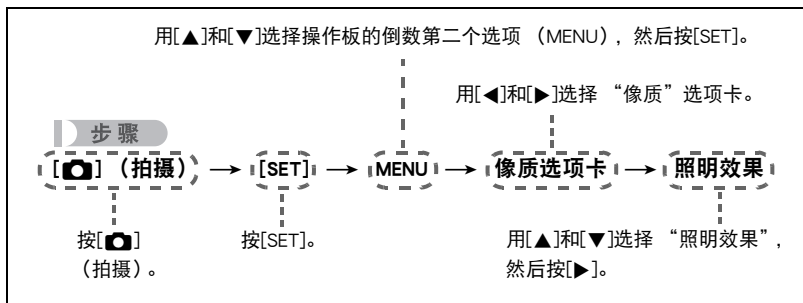 用[▲]和[▼]选择操作板的倒数第二个选项 （MENU），然后按[SET]。
用[◀]和[▶]选择 “像质” 选项卡。
步骤
[📷] （拍摄） → [SET] → MENU → 像质选项卡 → 照明效果
按[📷]
（拍摄）。
按[SET]。
用[▲]和[▼]选择 “照明效果”，
然后按[▶]。